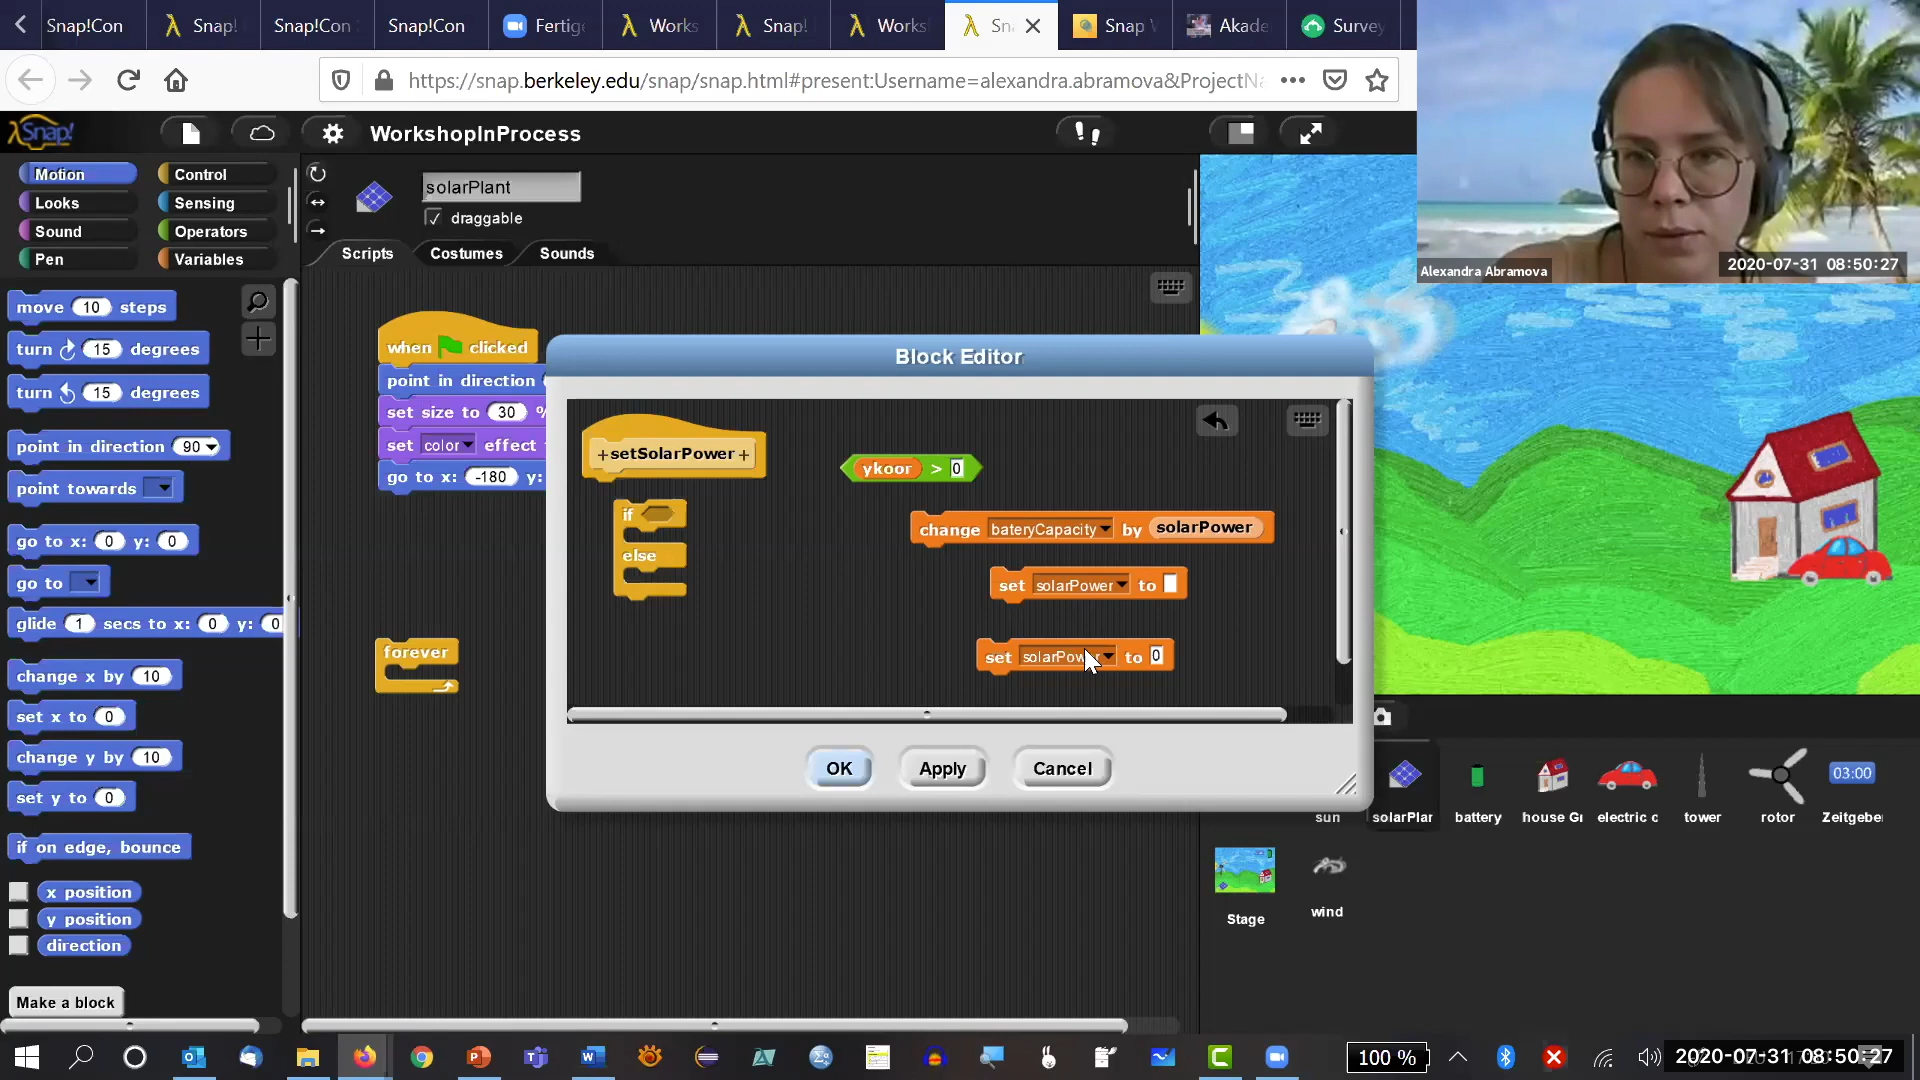 Snap!Con
Snap!
Snap!Con
Snap!Con
Fertig
Works
Snap!
Works
Sn
Snap
Akade
Survey
https://snap.berkeley.edu/snap/snap.html#present:Username=alexandra.abramova&ProjectNa
Snap!
WorkshopInProcess
Alexandra Abramova
2020-07-31 08:50:27
Motion
Control
Looks
Sensing
Sound
Operators
Pen
Variables
solarPlant
draggable
Scripts
Costumes
Sounds
move 10 steps
turn 15 degrees
turn 15 degrees
point in direction 90
point towards
go to x: 0 y: 0
go to
glide 1 secs to x: 0 y: 0
change x by 10
set x to 0
change y by 10
set y to 0
if on edge, bounce
x position
y position
direction
Make a block
when clicked
point in direction
set size to 30 %
set color effect
go to x: -180 y:
forever
Block Editor
+setSolarPower+
if
else
ykoor > 0
change bateryCapacity by solarPower
set solarPower to
set solarPower to 0
OK
Apply
Cancel
03:00
sun
solarPlar
battery
house Gr
electric c
tower
rotor
Zeitgebe
Stage
wind
100 %
2020-07-31 08:50:27